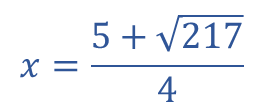 x = (5 + √217) / 4